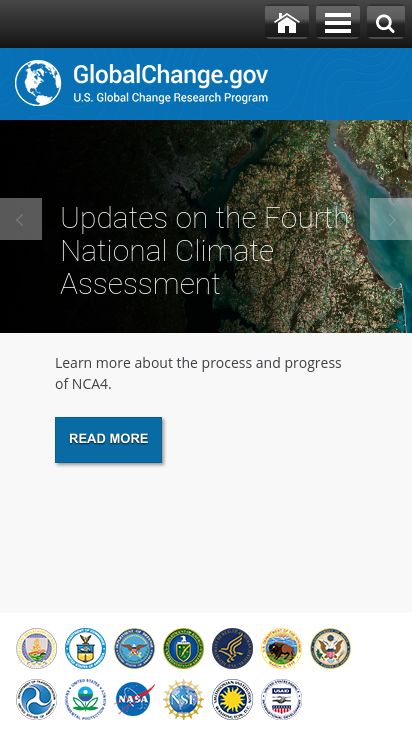 GlobalChange.gov
U.S. Global Change Research Program
Updates on the Fourth
National Climate
Assessment
Learn more about the process and progress
of NCA4.
READ MORE
NASA
NSF
USAID